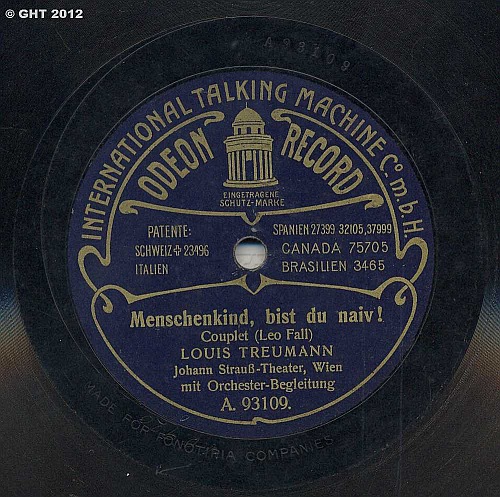 © GHT 2012
A93109
INTERNATIONAL TALKING MACHINE Co. m. b. H.
ODEON RECORD
EINGETRAGENE
SCHUTZ-MARKE
PATENTE:
SCHWEIZ ✚ 23496
ITALIEN
SPANIEN 27399 32105,37999
CANADA 75705
BRASILIEN 3465
Menschenkind, bist du naiv!
Couplet (Leo Fall)
LOUIS TREUMANN
Johann Strauß-Theater, Wien
mit Orchester-Begleitung
A. 93109.
MADE FOR FONOTIPIA COMPANIES